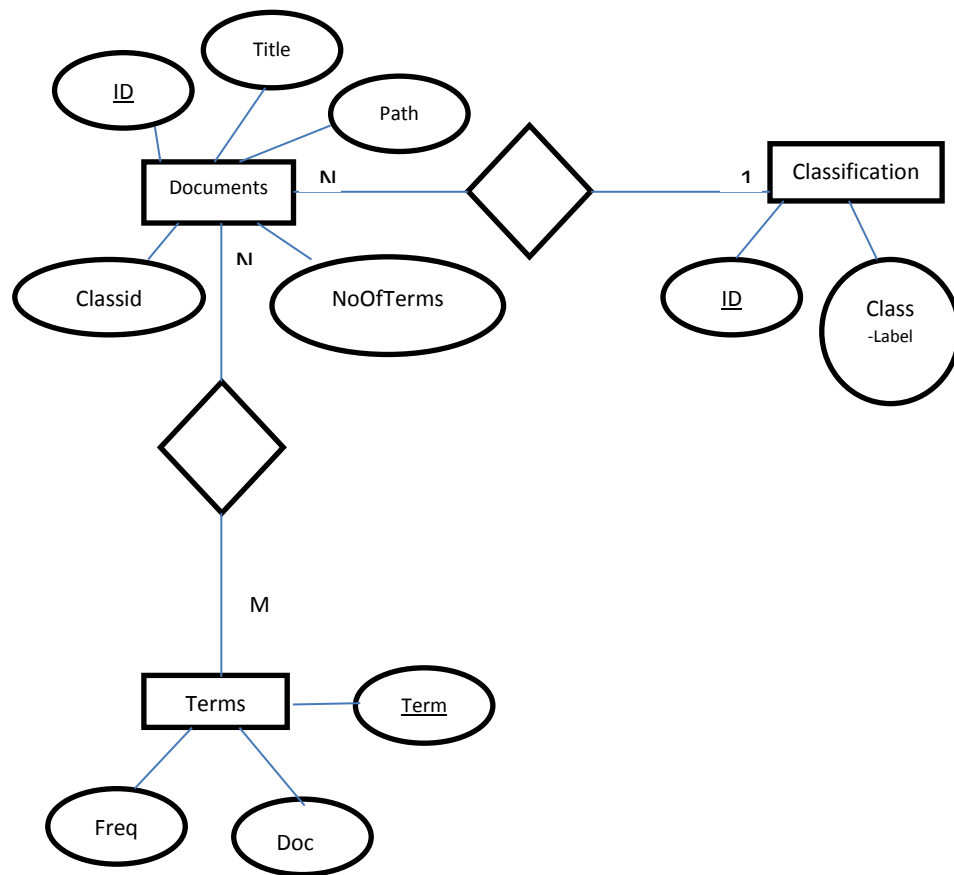 Title
ID
Path
Documents
N
1
Classification
N
Classid
NoOfTerms
ID
Class
-Label
M
Terms
Term
Freq
Doc